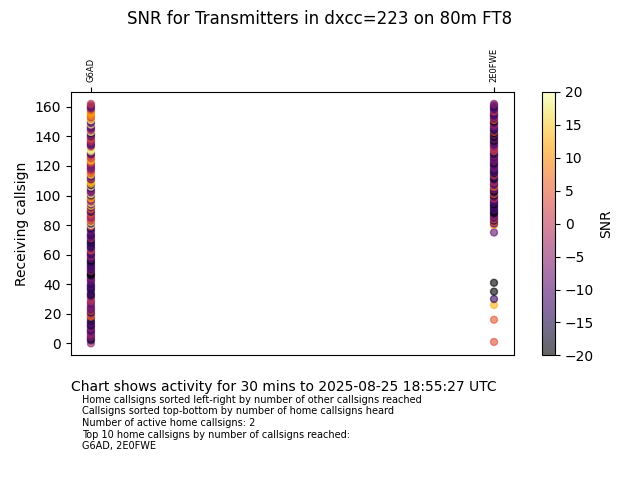 SNR for Transmitters in dxcc=223 on 80m FT8
G6AD
2E0FWE
160
140
120
100
80
60
40
20
0
Receiving callsign
20
15
10
5
0
−5
−10
−15
−20
SNR
Chart shows activity for 30 mins to 2025-08-25 18:55:27 UTC
Home callsigns sorted left-right by number of other callsigns reached
Callsigns sorted top-bottom by number of home callsigns heard
Number of active home callsigns: 2
Top 10 home callsigns by number of callsigns reached:
G6AD, 2E0FWE